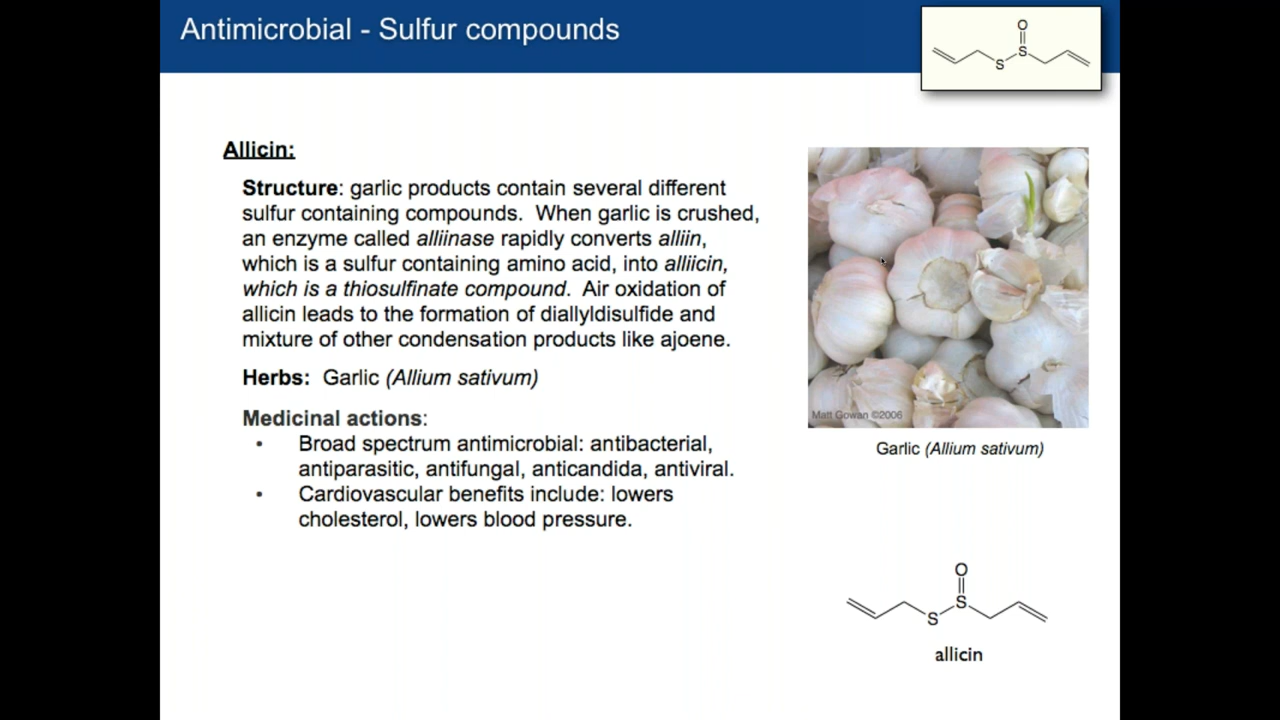 Antimicrobial - Sulfur compounds
O
S
S
Allicin:
Structure: garlic products contain several different
sulfur containing compounds. When garlic is crushed,
an enzyme called alliinase rapidly converts alliin,
which is a sulfur containing amino acid, into alliicin,
which is a thiosulfinate compound. Air oxidation of
allicin leads to the formation of diallyldisulfide and
mixture of other condensation products like ajoene.
Herbs: Garlic (Allium sativum)
Medicinal actions:
• Broad spectrum antimicrobial: antibacterial,
antiparasitic, antifungal, anticandida, antiviral.
• Cardiovascular benefits include: lowers
cholesterol, lowers blood pressure.
Matt Gowan ©2006
Garlic (Allium sativum)
O
S
S
allicin